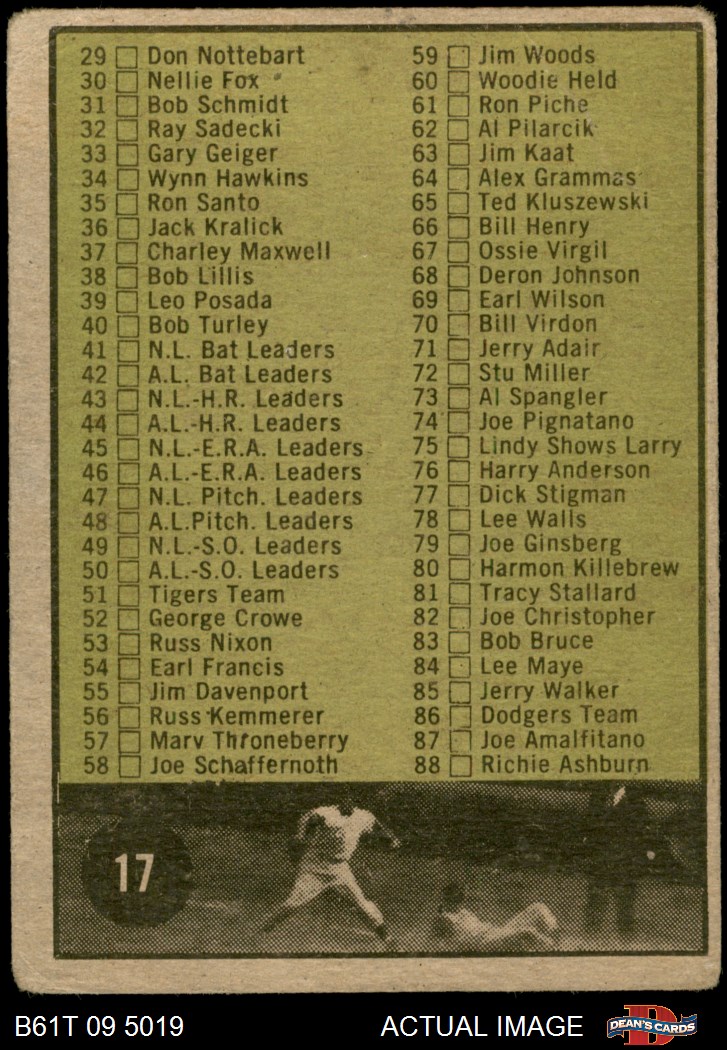 29 Don Nottebart
30 Nellie Fox
31 Bob Schmidt
32 Ray Sadecki
33 Gary Geiger
34 Wynn Hawkins
35 Ron Santo
36 Jack Kralick
37 Charley Maxwell
38 Bob Lillis
39 Leo Posada
40 Bob Turley
41 N.L. Bat Leaders
42 A.L. Bat Leaders
43 N.L.-H.R. Leaders
44 A.L.-H.R. Leaders
45 N.L.-E.R.A. Leaders
46 A.L.-E.R.A. Leaders
47 N.L. Pitch. Leaders
48 A.L.Pitch. Leaders
49 N.L.-S.O. Leaders
50 A.L.-S.O. Leaders
51 Tigers Team
52 George Crowe
53 Russ Nixon
54 Earl Francis
55 Jim Davenport
56 Russ Kemmerer
57 Marv Throneberry
58 Joe Schaffernoth
59 Jim Woods
60 Woodie Held
61 Ron Piche
62 Al Pilarcik
63 Jim Kaat
64 Alex Grammas
65 Ted Kluszewski
66 Bill Henry
67 Ossie Virgil
68 Deron Johnson
69 Earl Wilson
70 Bill Virdon
71 Jerry Adair
72 Stu Miller
73 Al Spangler
74 Joe Pignatano
75 Lindy Shows Larry
76 Harry Anderson
77 Dick Stigman
78 Lee Walls
79 Joe Ginsberg
80 Harmon Killebrew
81 Tracy Stallard
82 Joe Christopher
83 Bob Bruce
84 Lee Maye
85 Jerry Walker
86 Dodgers Team
87 Joe Amalfitano
88 Richie Ashburn
17
B61T 09 5019
ACTUAL IMAGE
D
DEAN'S CARDS